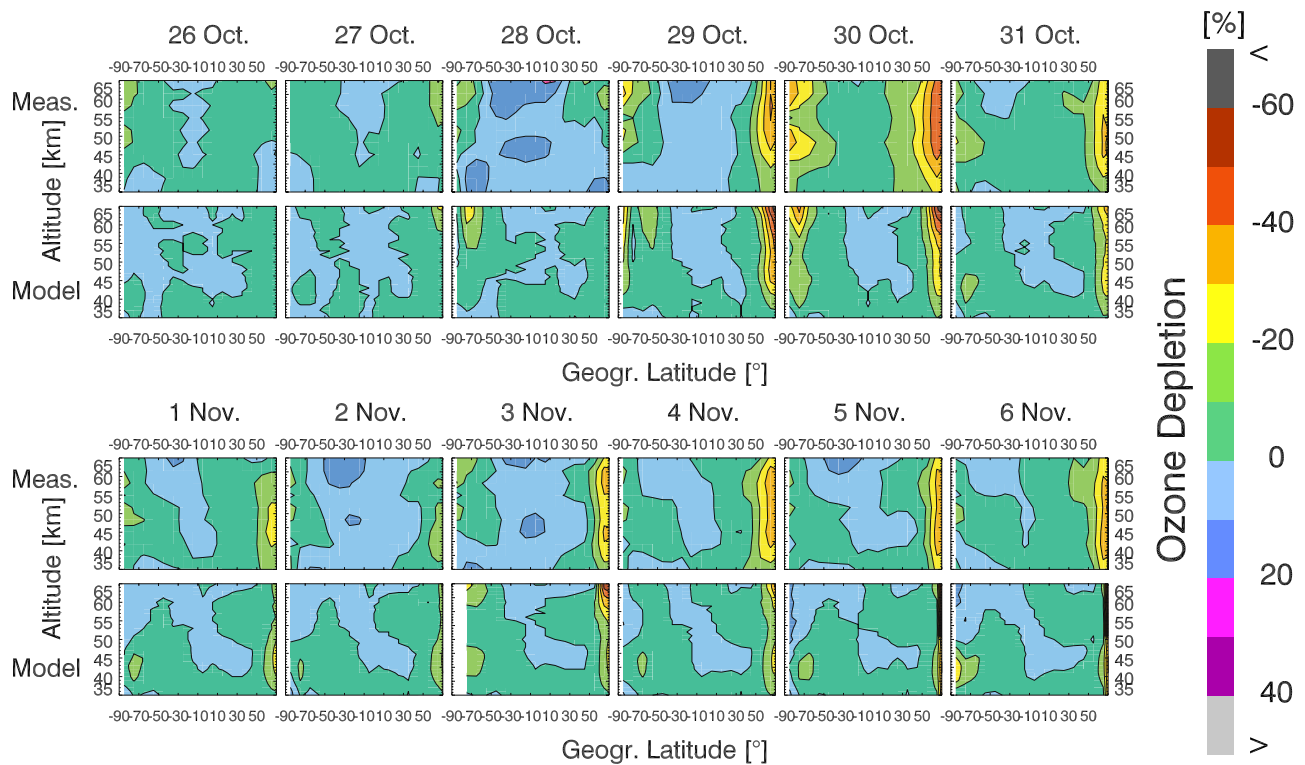 [%]
26 Oct. 27 Oct. 28 Oct. 29 Oct. 30 Oct. 31 Oct.
-90-70-50-30-1010 30 50 -90-70-50-30-1010 30 50 -90-70-50-30-1010 30 50 -90-70-50-30-1010 30 50 -90-70-50-30-1010 30 50 -90-70-50-30-1010 30 50
Meas.
Altitude [km]
65 65
60 60
55 55
50 50
45 45
40 40
35 35
Model
65 65
60 60
55 55
50 50
45 45
40 40
35 35
-90-70-50-30-1010 30 50 -90-70-50-30-1010 30 50 -90-70-50-30-1010 30 50 -90-70-50-30-1010 30 50 -90-70-50-30-1010 30 50 -90-70-50-30-1010 30 50
Geogr. Latitude [°]
1 Nov. 2 Nov. 3 Nov. 4 Nov. 5 Nov. 6 Nov.
-90-70-50-30-1010 30 50 -90-70-50-30-1010 30 50 -90-70-50-30-1010 30 50 -90-70-50-30-1010 30 50 -90-70-50-30-1010 30 50 -90-70-50-30-1010 30 50
Meas.
Altitude [km]
65 65
60 60
55 55
50 50
45 45
40 40
35 35
Model
65 65
60 60
55 55
50 50
45 45
40 40
35 35
-90-70-50-30-1010 30 50 -90-70-50-30-1010 30 50 -90-70-50-30-1010 30 50 -90-70-50-30-1010 30 50 -90-70-50-30-1010 30 50 -90-70-50-30-1010 30 50
Geogr. Latitude [°]
Ozone Depletion
<
-60
-40
-20
0
20
40
>